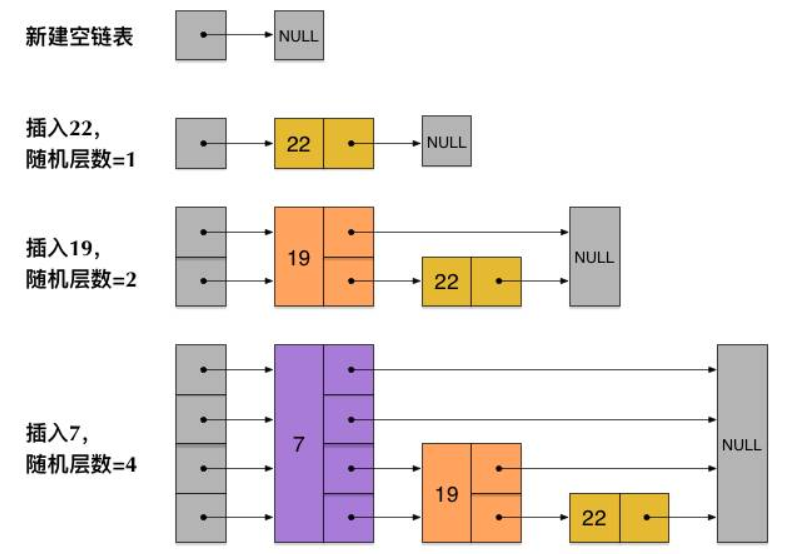 新建空链表
NULL
插入22,
随机层数=1
22
NULL
插入19,
随机层数=2
19
22
NULL
插入7,
随机层数=4
7
19
22
NULL